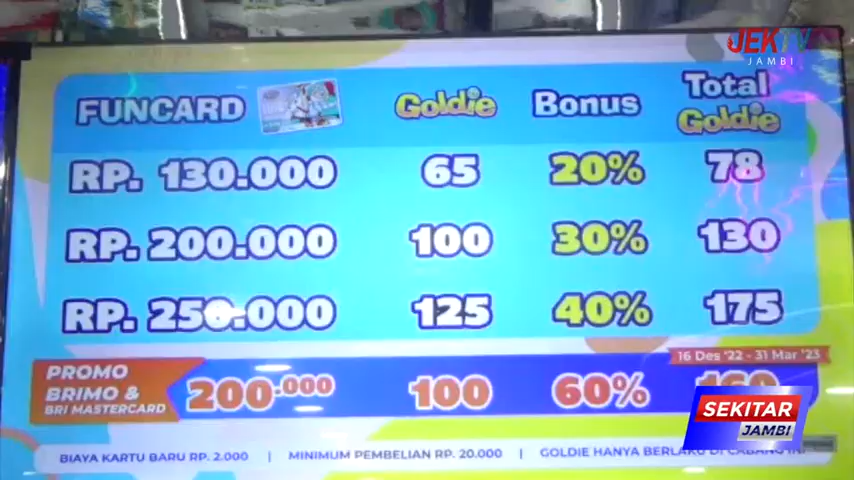 JEKTV
JAMBI
FUNCARD Goldie Bonus Total Goldie
RP. 130.000 65 20% 78
RP. 200.000 100 30% 130
RP. 250.000 125 40% 175
16 Des '22 - 31 Mar '23
PROMO
BRIMO &
BRI MASTERCARD
200.000 100 60% 160
SEKITAR
JAMBI
BIAYA KARTU BARU RP. 2.000 | MINIMUM PEMBELIAN RP. 20.000 | GOLDIE HANYA BERLAKU DI CABANG INI